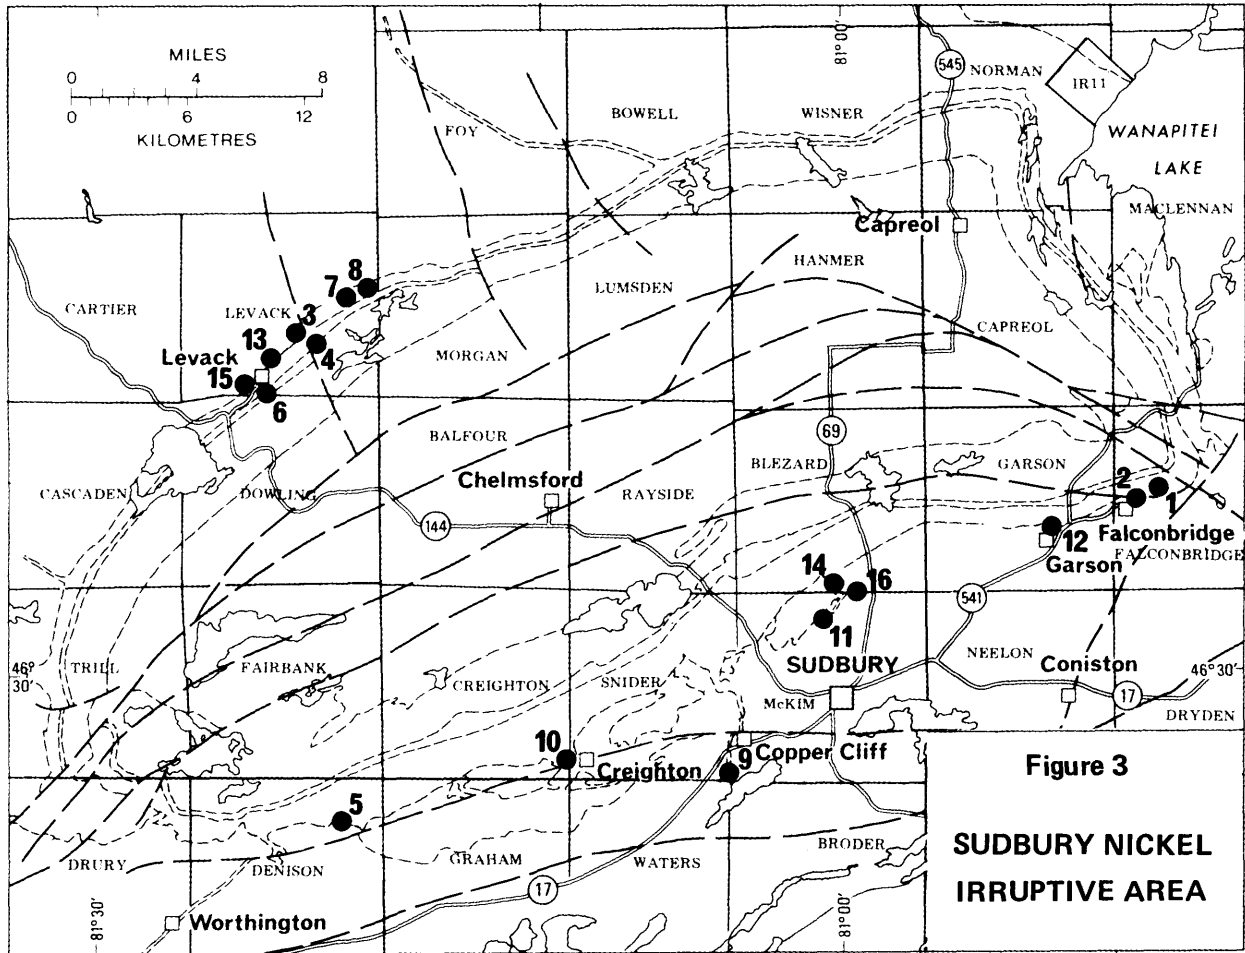 MILES
0 4 8
0 6 12
KILOMETRES
81°00'
545
NORMAN
IR11
BOWELL
WISNER
FOY
WANAPITEI
LAKE
MACLENNAN
Capreol
HANMER
8
7
LUMSDEN
CARTIER
LEVACK
3
CAPREOL
13
4
Levack
MORGAN
15
6
69
BALFOUR
BLEZARD
GARSON
Chelmsford
CASCADEN
DOWLING
RAYSIDE
2
1
144
12
Falconbridge
FALCONBRIDGE
Garson
14
16
541
11
46°
30'
TRILL
FAIRBANK
SUDBURY
NEELON
Coniston
46°30'
CREIGHTON
SNIDER
McKIM
17
DRYDEN
10
Creighton
9
Copper Cliff
Figure 3
5
DRURY
DENISON
GRAHAM
WATERS
BRODER
SUDBURY NICKEL
IRRUPTIVE AREA
17
81°30'
Worthington
81°00'